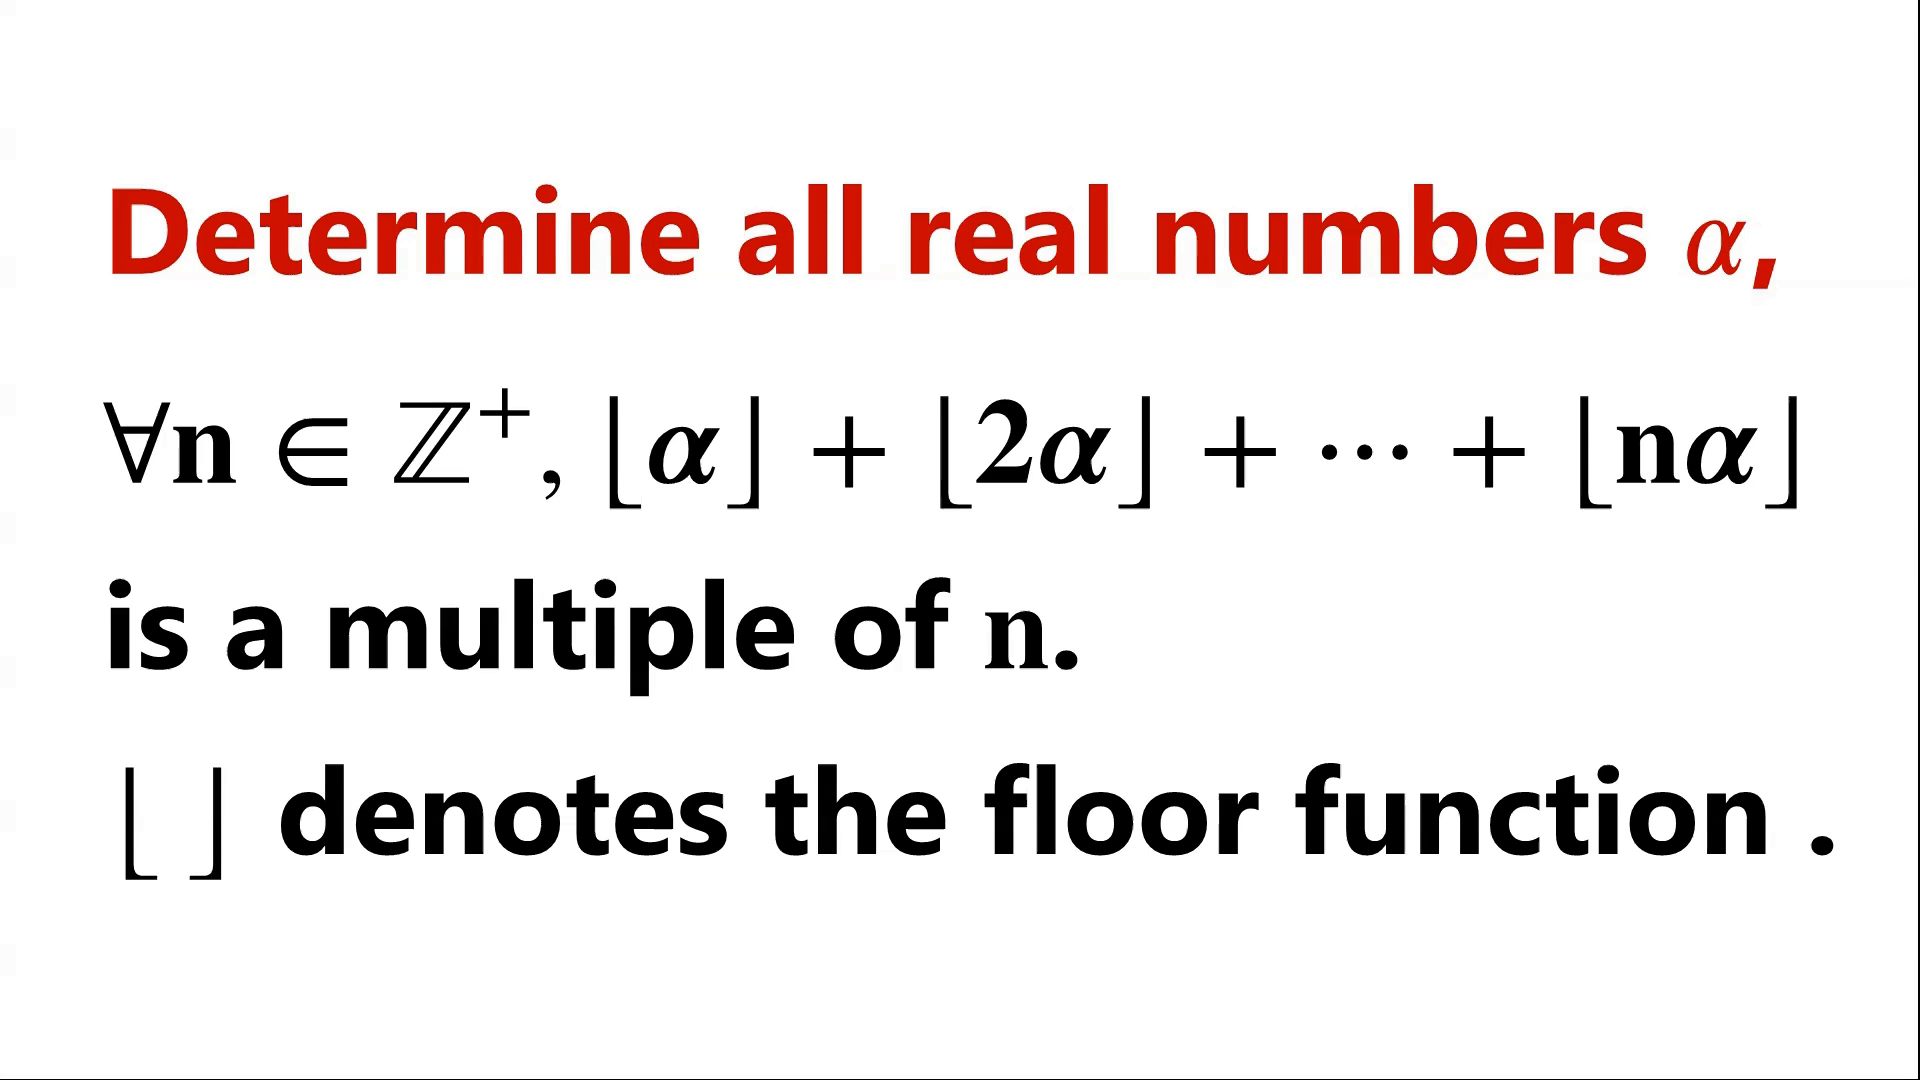 Determine all real numbers α,
∀n ∈ ℤ⁺, ⌊α⌋ + ⌊2α⌋ + ⋯ + ⌊nα⌋
is a multiple of n.
⌊ ⌋ denotes the floor function .